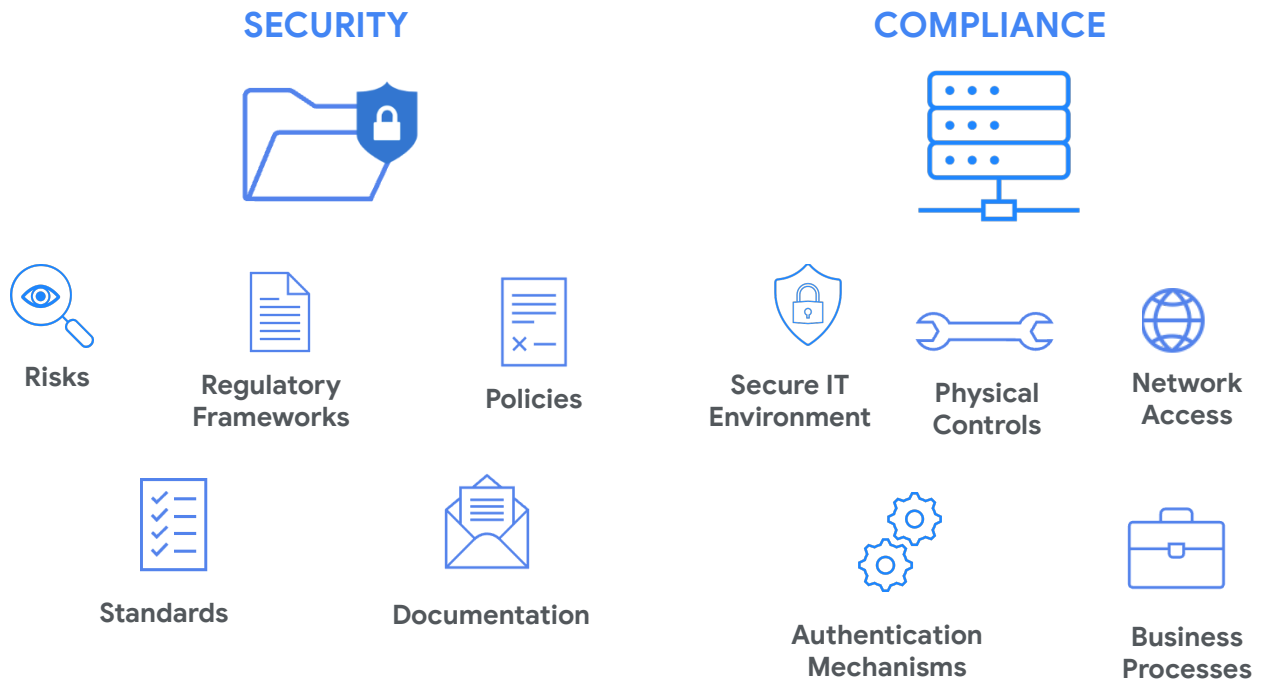 SECURITY
COMPLIANCE
Risks
Regulatory
Frameworks
Policies
Secure IT
Environment
Physical
Controls
Network
Access
Standards
Documentation
Authentication
Mechanisms
Business
Processes